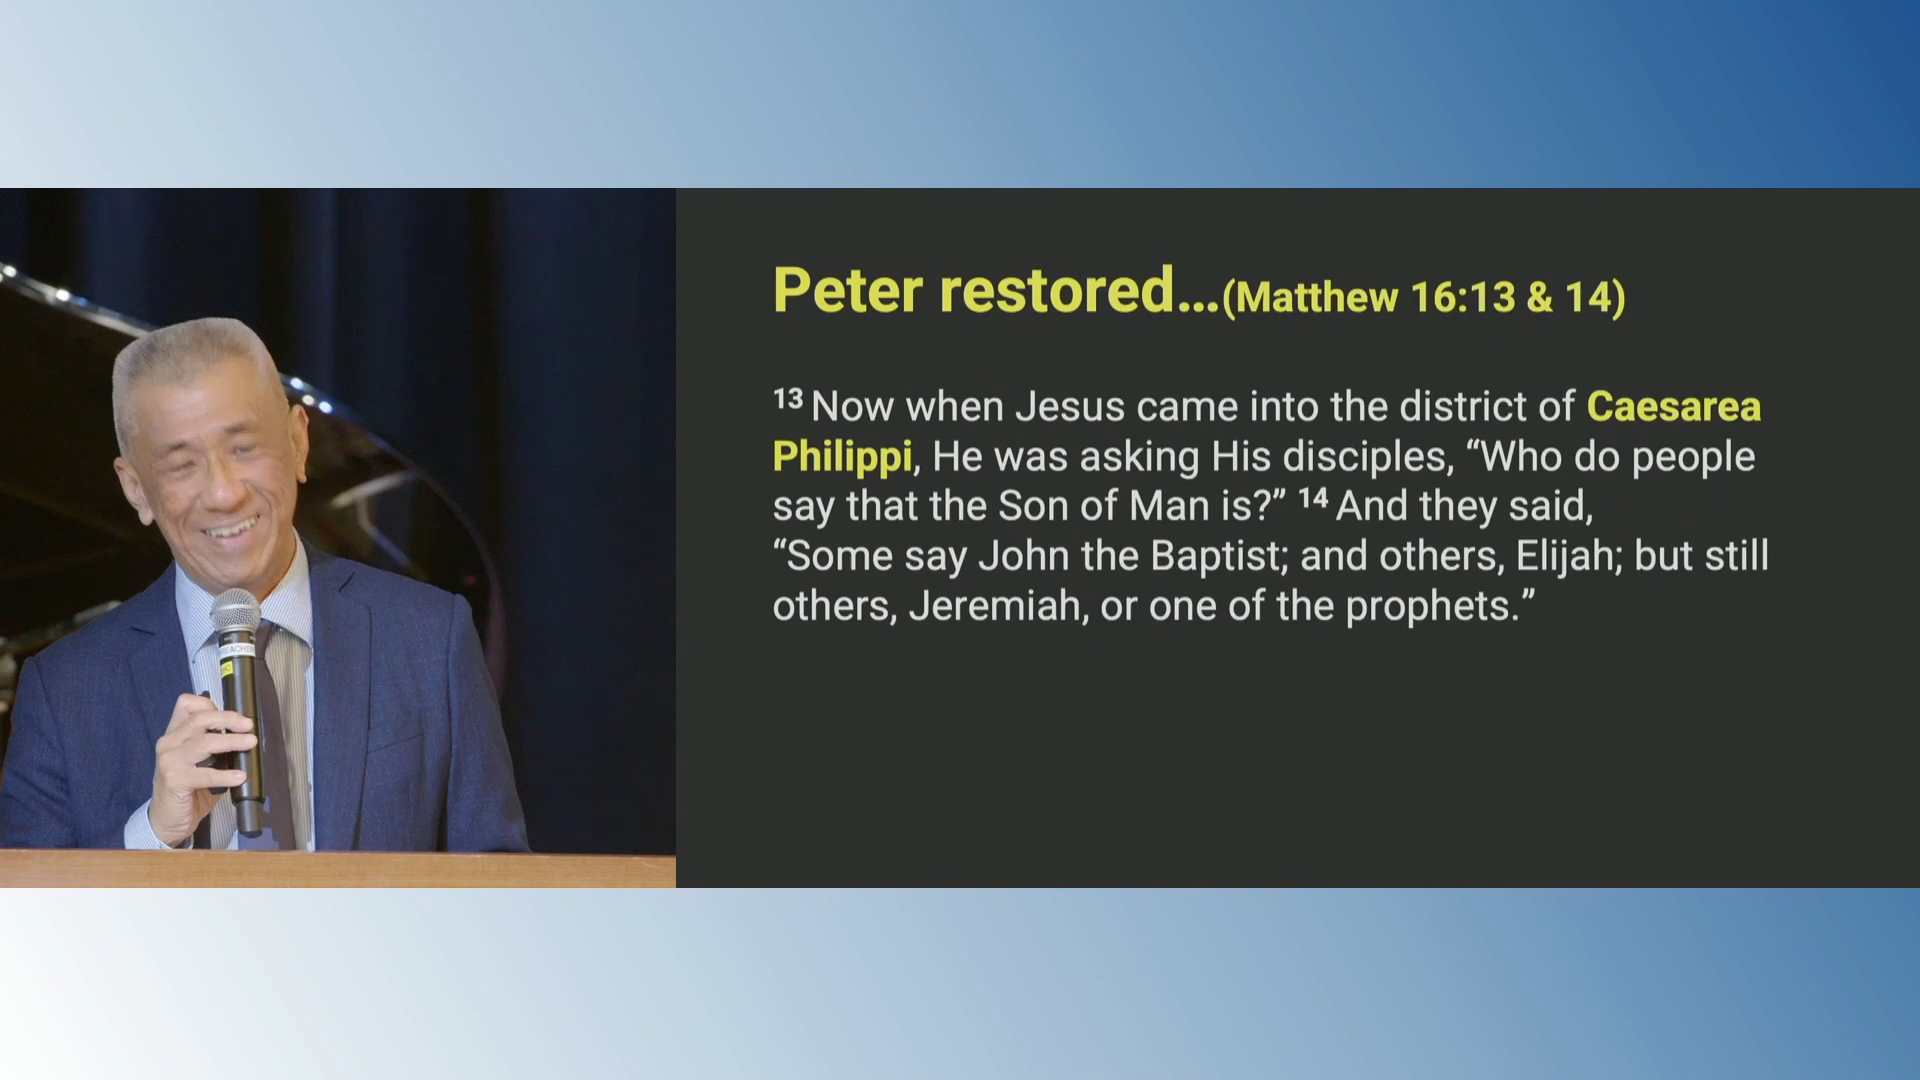 Peter restored…(Matthew 16:13 & 14)
13 Now when Jesus came into the district of Caesarea
Philippi, He was asking His disciples, “Who do people
say that the Son of Man is?” 14 And they said,
“Some say John the Baptist; and others, Elijah; but still
others, Jeremiah, or one of the prophets.”